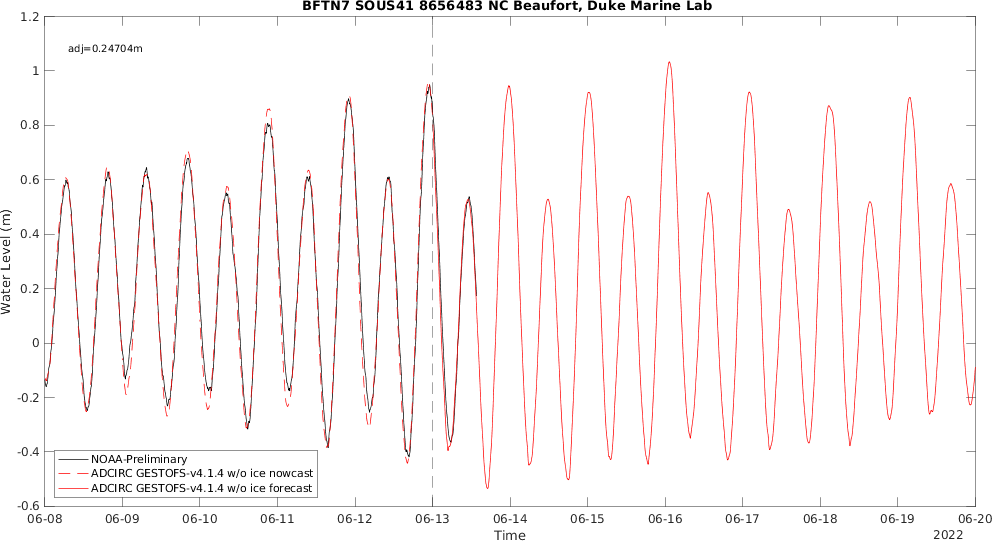 BFTN7 SOUS41 8656483 NC Beaufort, Duke Marine Lab
adj=0.24704m
Water Level (m)
1.2
1
0.8
0.6
0.4
0.2
0
-0.2
-0.4
-0.6
NOAA-Preliminary
ADCIRC GESTOFS-v4.1.4 w/o ice nowcast
ADCIRC GESTOFS-v4.1.4 w/o ice forecast
06-08 06-09 06-10 06-11 06-12 06-13 06-14 06-15 06-16 06-17 06-18 06-19 06-20
Time
2022